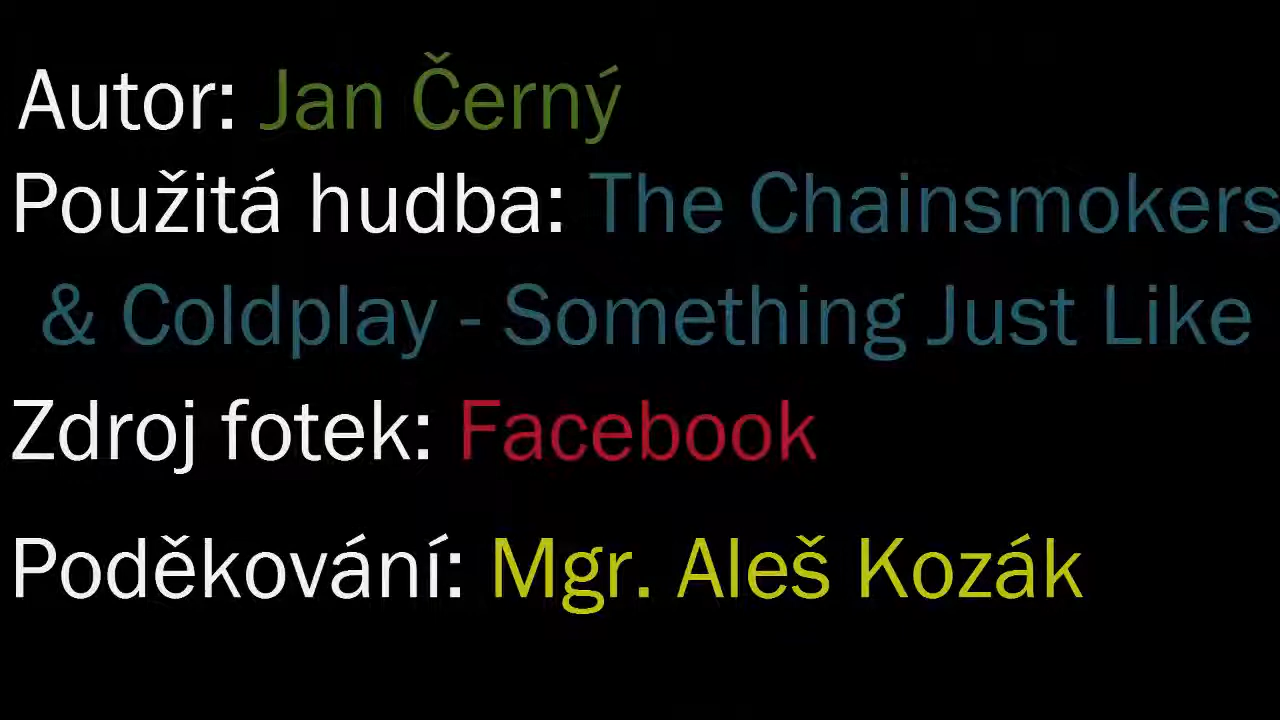 Autor: Jan Černý
Použitá hudba: The Chainsmokers
& Coldplay - Something Just Like
Zdroj fotek: Facebook
Poděkování: Mgr. Aleš Kozák